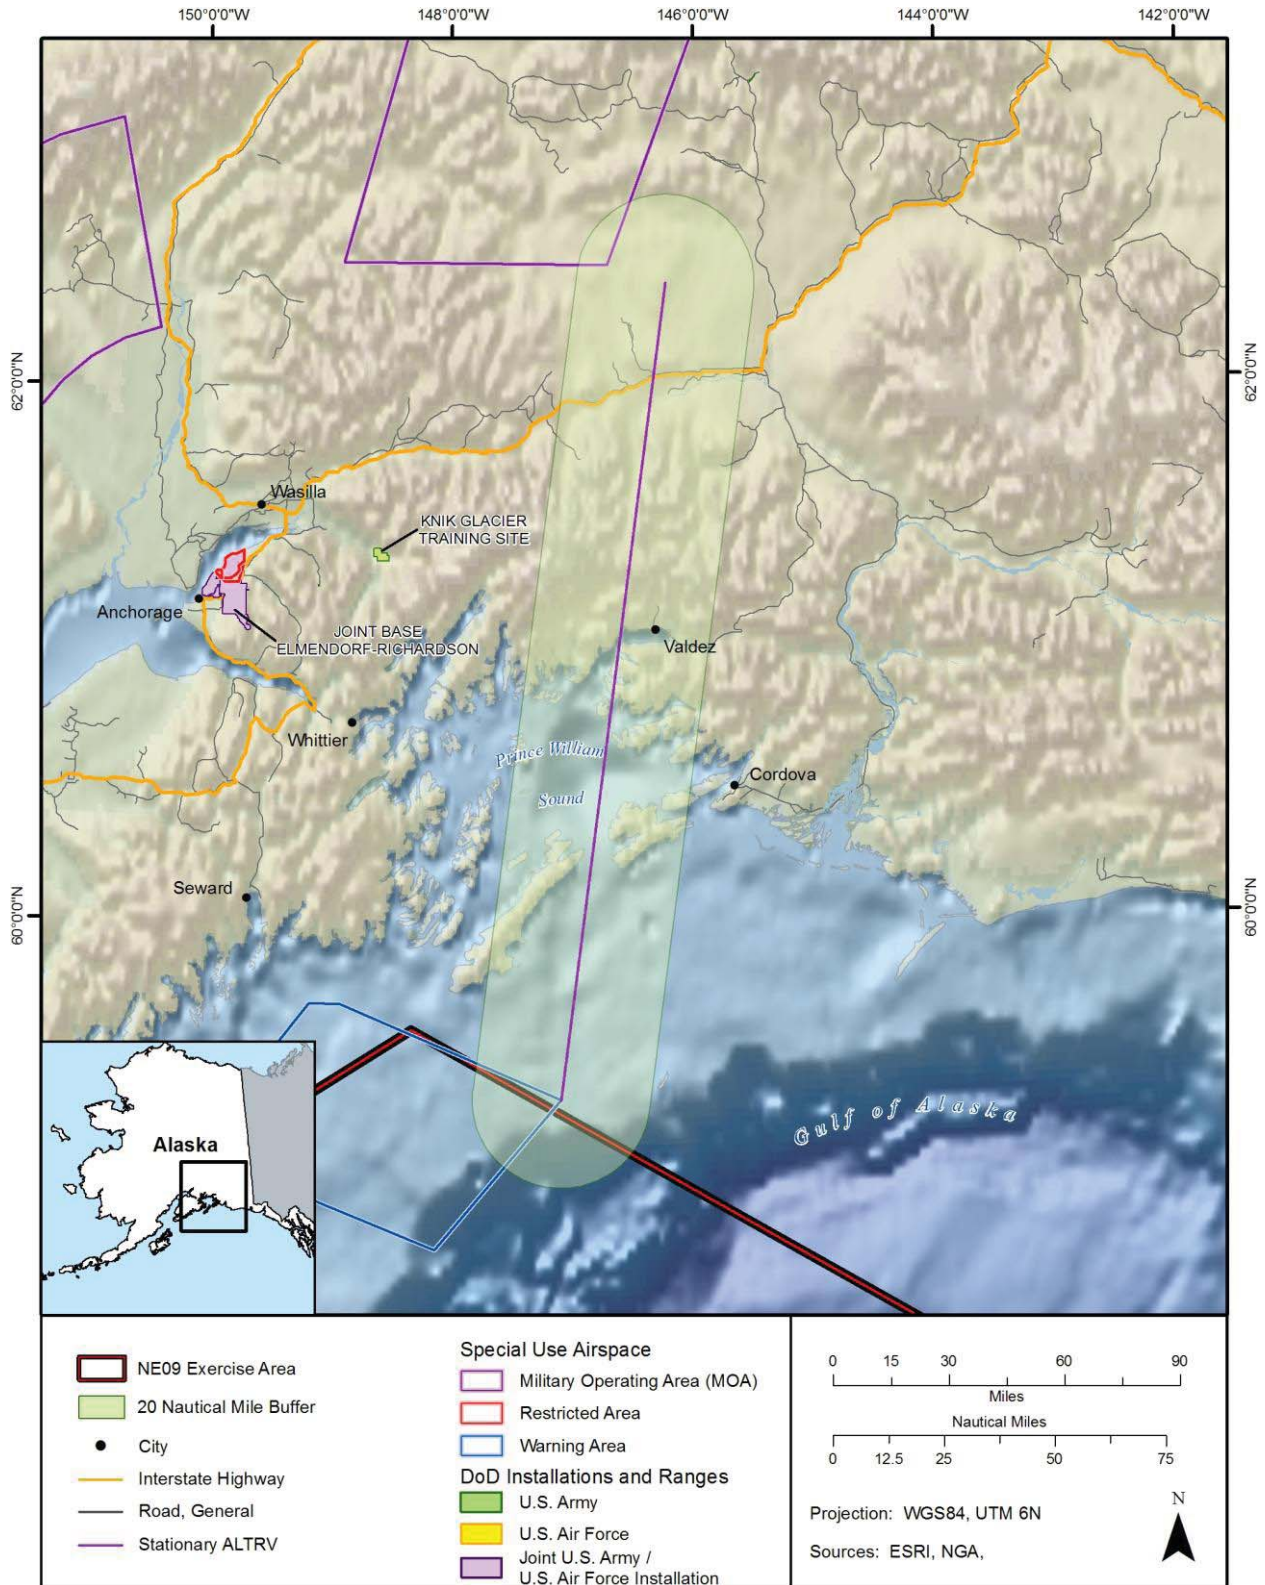 150°0'0"W 148°0'0"W 146°0'0"W 144°0'0"W 142°0'0"W
62°0'0"N
62°0'0"N
Wasilla
KNIK GLACIER
TRAINING SITE
Anchorage
JOINT BASE
ELMENDORF-RICHARDSON
Valdez
Whittier
Prince William
Sound
Cordova
Seward
60°0'0"N
60°0'0"N
Gulf of Alaska
Alaska
NE09 Exercise Area
20 Nautical Mile Buffer
City
Interstate Highway
Road, General
Stationary ALTRV
Special Use Airspace
Military Operating Area (MOA)
Restricted Area
Warning Area
DoD Installations and Ranges
U.S. Army
U.S. Air Force
Joint U.S. Army /
U.S. Air Force Installation
0 15 30 60 90
Miles
Nautical Miles
0 12.5 25 50 75
Projection: WGS84, UTM 6N
Sources: ESRI, NGA,
N